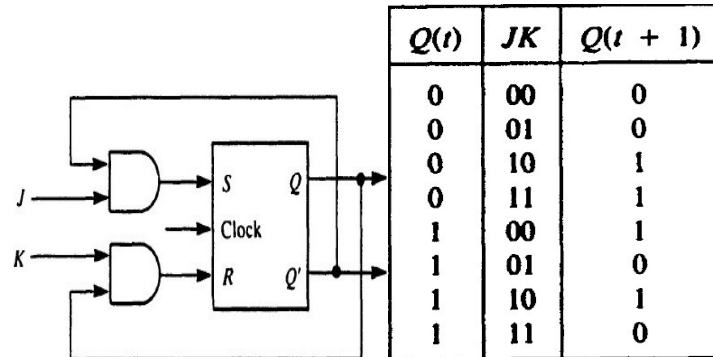 J
K
S Q
Clock
R Q'
Q(t) JK Q(t + 1)
0 00 0
0 01 0
0 10 1
0 11 1
1 00 1
1 01 0
1 10 1
1 11 0